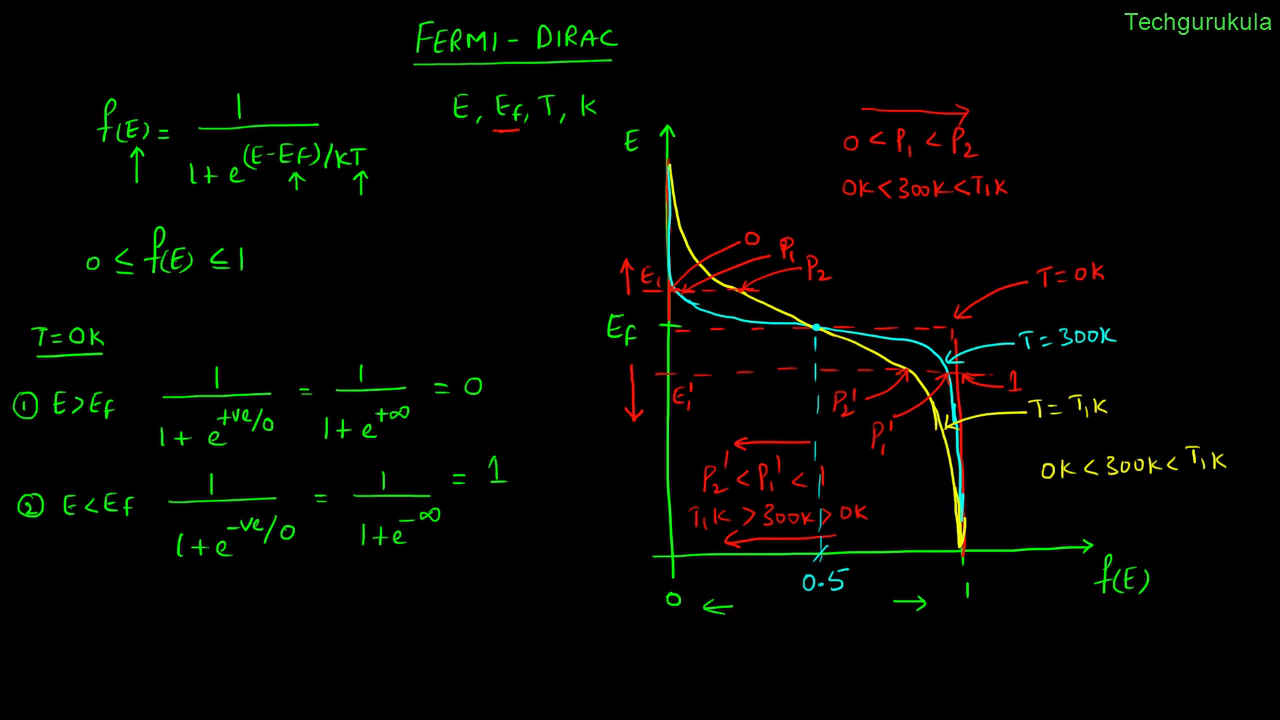 Techgurukula
FERMI - DIRAC
E, Ef, T, K
f(E) = 1 / (1 + e^(E-EF)/KT)
0 ≤ f(E) ≤ 1
T=0K
① E>Ef 1 / (1 + e^+ve/0) = 1 / (1 + e^+∞) = 0
② E<Ef 1 / (1+e^-ve/0) = 1 / (1+e^-∞) = 1
0 < P₁ < P₂
0K<300K<T₁K
E
0
P₁
P₂
E₁
T=0K
Ef
T=300K
E₁'
P₂'
P₁'
1
T=T₁K
0K<300K<T₁K
P₂' < P₁' < 1
T₁K > 300K > 0K
0
0.5
1
f(E)